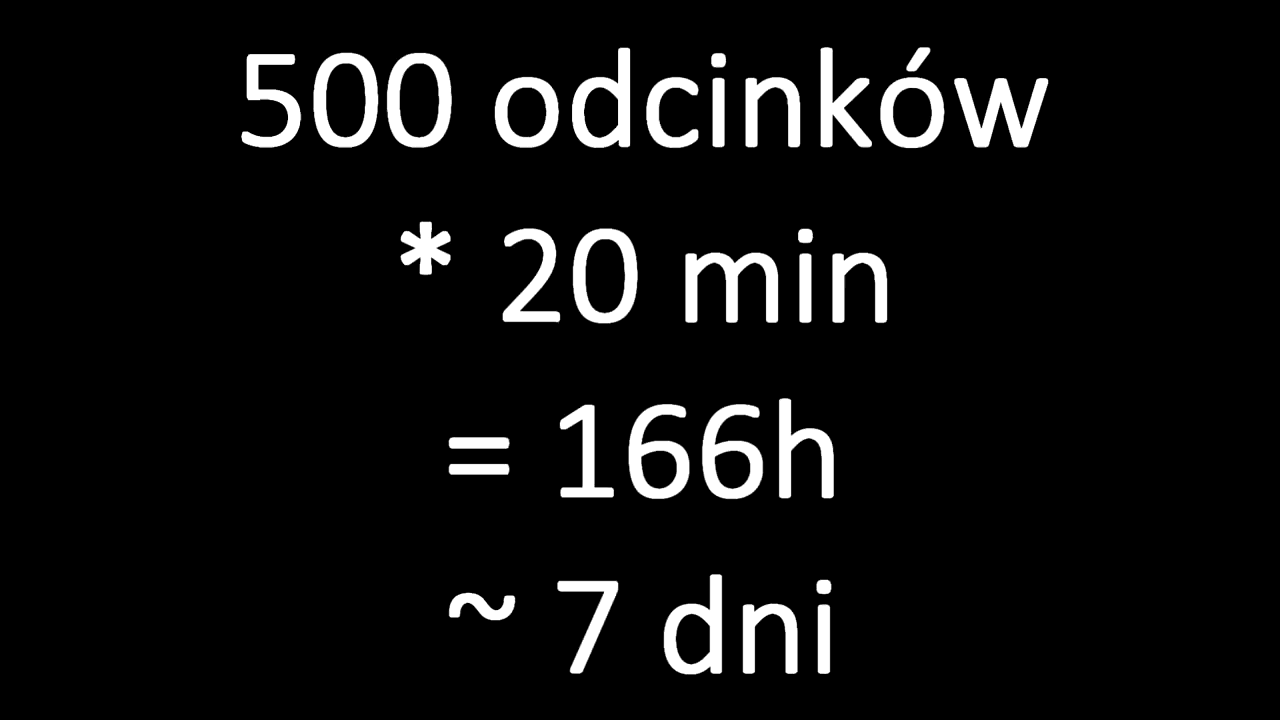 500 odcinków
* 20 min
= 166h
~ 7 dni